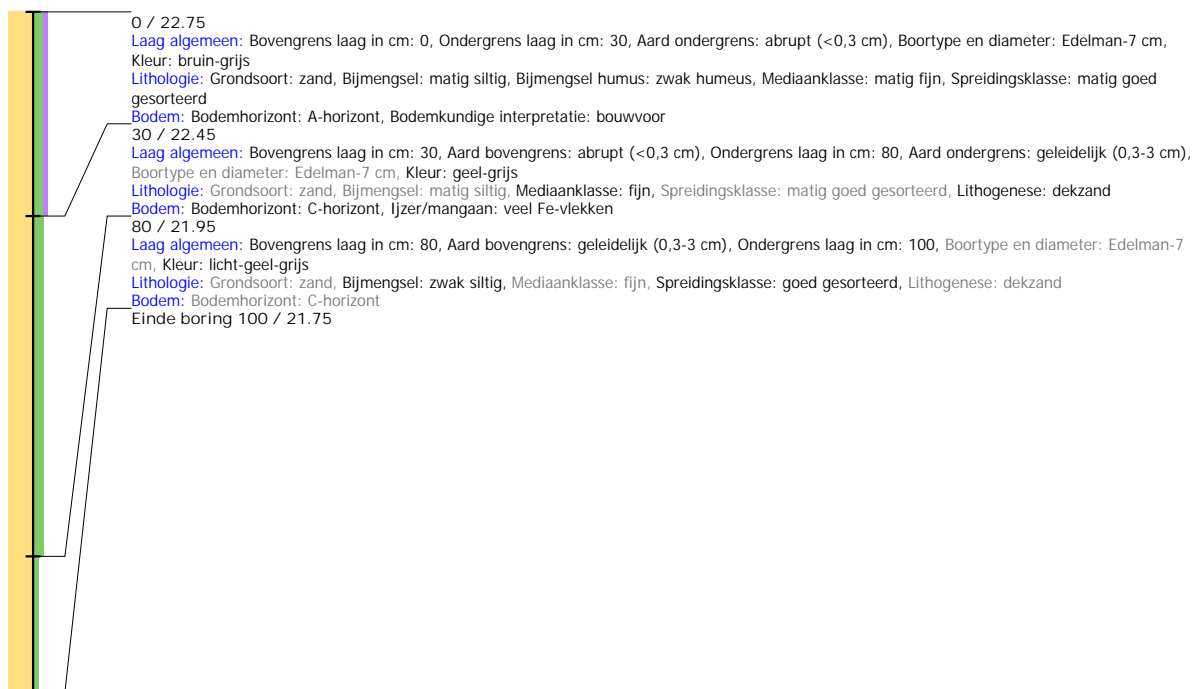 0 / 22.75
Laag algemeen: Bovengrens laag in cm: 0, Ondergrens laag in cm: 30, Aard ondergrens: abrupt (<0,3 cm), Boortype en diameter: Edelman-7 cm,
Kleur: bruin-grijs
Lithologie: Grondsoort: zand, Bijmengsel: matig siltig, Bijmengsel humus: zwak humeus, Mediaanklasse: matig fijn, Spreidingsklasse: matig goed
gesorteerd
Bodem: Bodemhorizont: A-horizont, Bodemkundige interpretatie: bouwvoor
30 / 22.45
Laag algemeen: Bovengrens laag in cm: 30, Aard bovengrens: abrupt (<0,3 cm), Ondergrens laag in cm: 80, Aard ondergrens: geleidelijk (0,3-3 cm),
Boortype en diameter: Edelman-7 cm, Kleur: geel-grijs
Lithologie: Grondsoort: zand, Bijmengsel: matig siltig, Mediaanklasse: fijn, Spreidingsklasse: matig goed gesorteerd, Lithogenese: dekzand
Bodem: Bodemhorizont: C-horizont, Ijzer/mangaan: veel Fe-vlekken
80 / 21.95
Laag algemeen: Bovengrens laag in cm: 80, Aard bovengrens: geleidelijk (0,3-3 cm), Ondergrens laag in cm: 100, Boortype en diameter: Edelman-7
cm, Kleur: licht-geel-grijs
Lithologie: Grondsoort: zand, Bijmengsel: zwak siltig, Mediaanklasse: fijn, Spreidingsklasse: goed gesorteerd, Lithogenese: dekzand
Bodem: Bodemhorizont: C-horizont
Einde boring 100 / 21.75